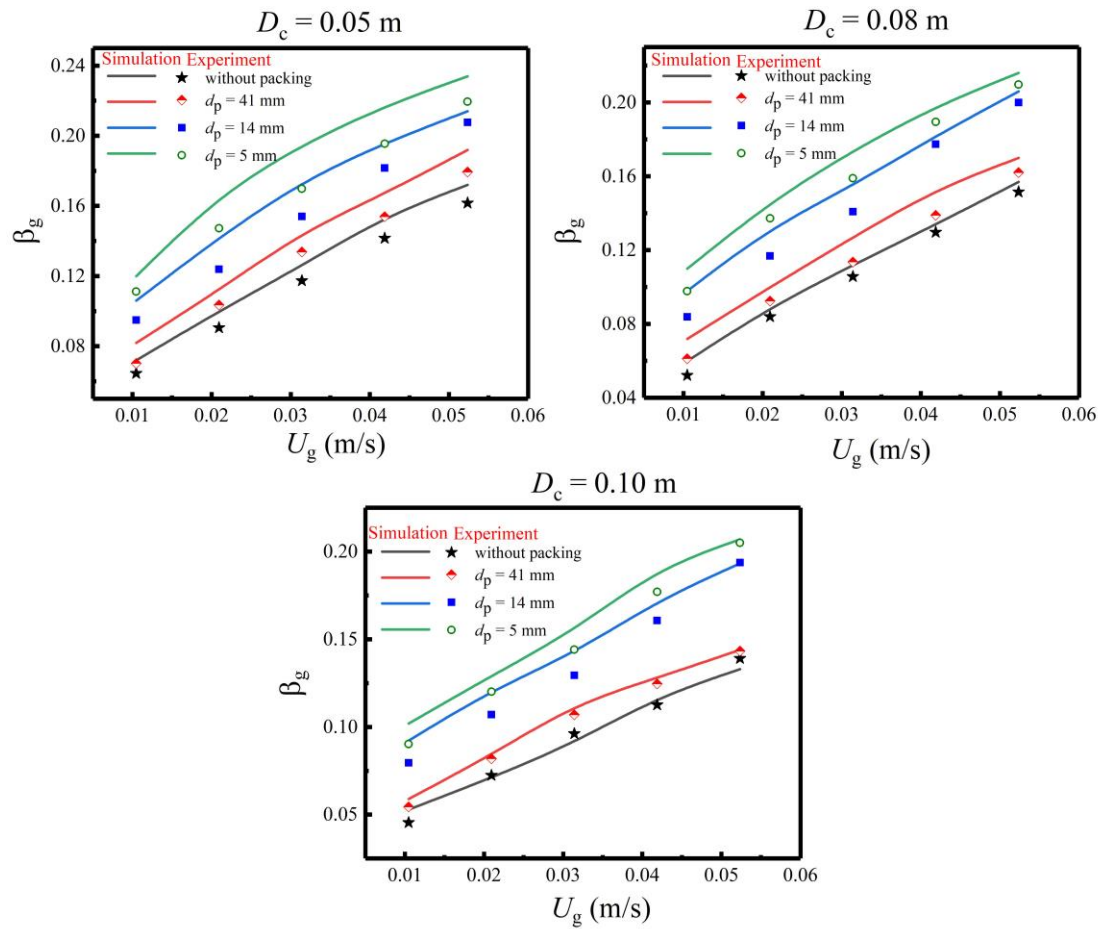 D_c = 0.05 m
Simulation Experiment
without packing
d_p = 41 mm
d_p = 14 mm
d_p = 5 mm
0.24
0.20
0.16
0.12
0.08
β_g
0.01 0.02 0.03 0.04 0.05 0.06
U_g (m/s)
D_c = 0.08 m
Simulation Experiment
without packing
d_p = 41 mm
d_p = 14 mm
d_p = 5 mm
0.20
0.16
0.12
0.08
0.04
β_g
0.01 0.02 0.03 0.04 0.05 0.06
U_g (m/s)
D_c = 0.10 m
Simulation Experiment
without packing
d_p = 41 mm
d_p = 14 mm
d_p = 5 mm
0.20
0.15
0.10
0.05
β_g
0.01 0.02 0.03 0.04 0.05 0.06
U_g (m/s)